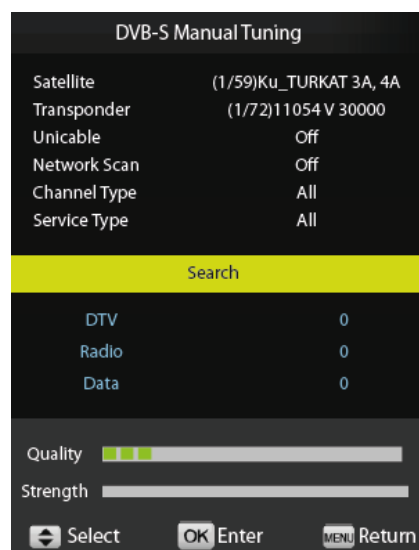 DVB-S Manual Tuning
Satellite (1/59)Ku_TURKAT 3A, 4A
Transponder (1/72)11054 V 30000
Unicable Off
Network Scan Off
Channel Type All
Service Type All
Search
DTV 0
Radio 0
Data 0
Quality
Strength
Select OK Enter MENU Return